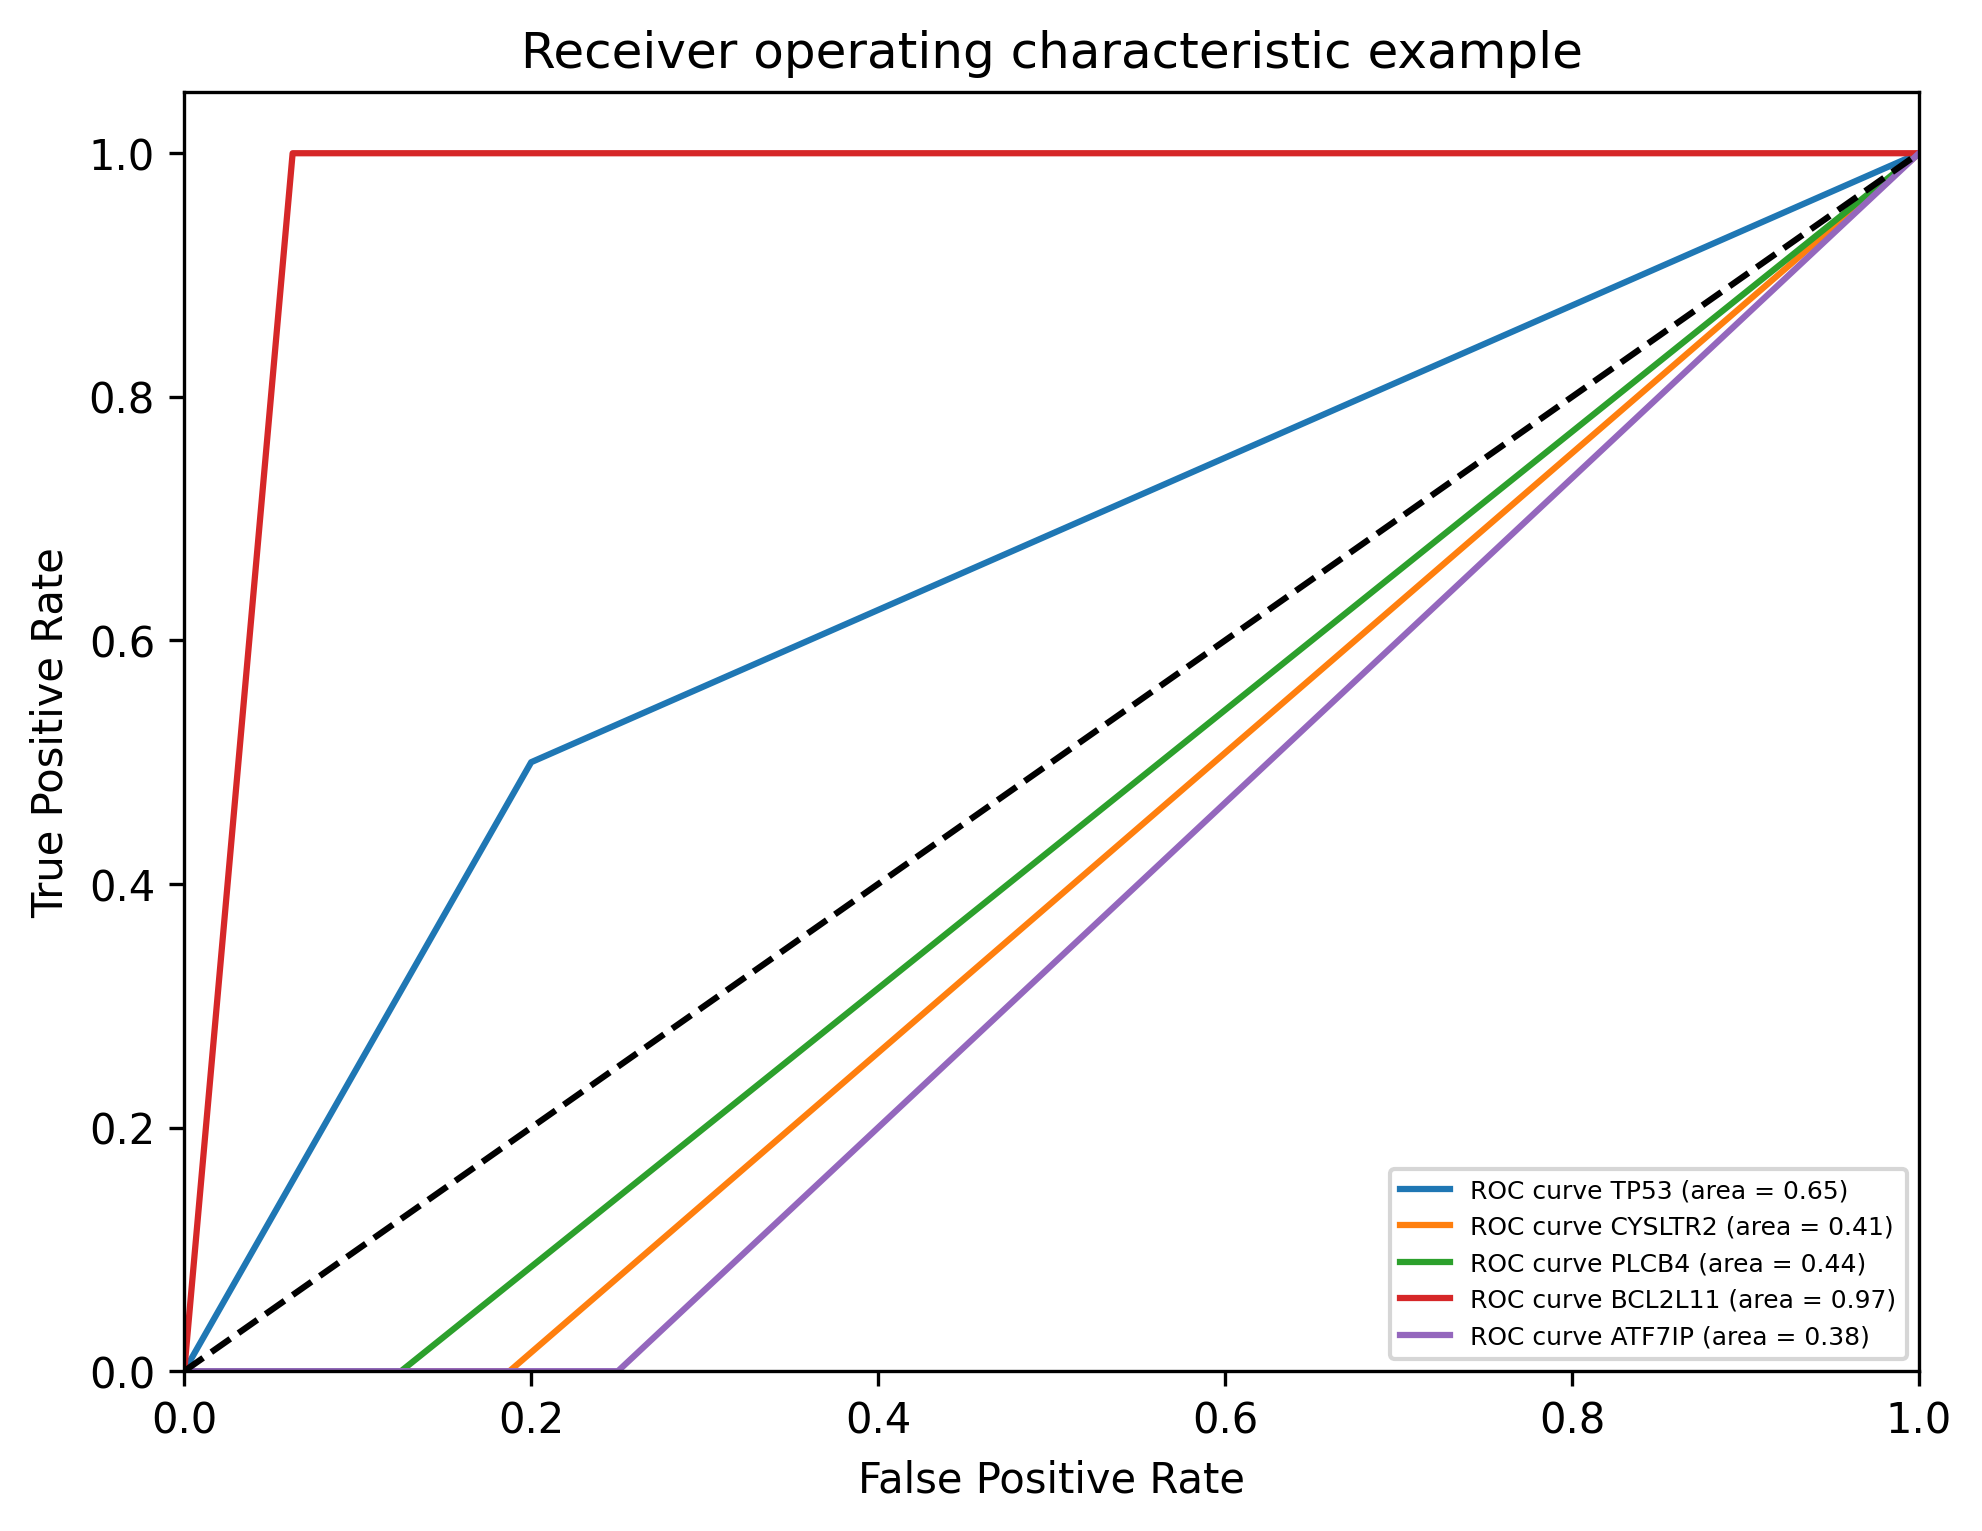 Receiver operating characteristic example
1.0
0.8
0.6
0.4
0.2
0.0
True Positive Rate
0.0 0.2 0.4 0.6 0.8 1.0
False Positive Rate
ROC curve TP53 (area = 0.65)
ROC curve CYSLTR2 (area = 0.41)
ROC curve PLCB4 (area = 0.44)
ROC curve BCL2L11 (area = 0.97)
ROC curve ATF7IP (area = 0.38)